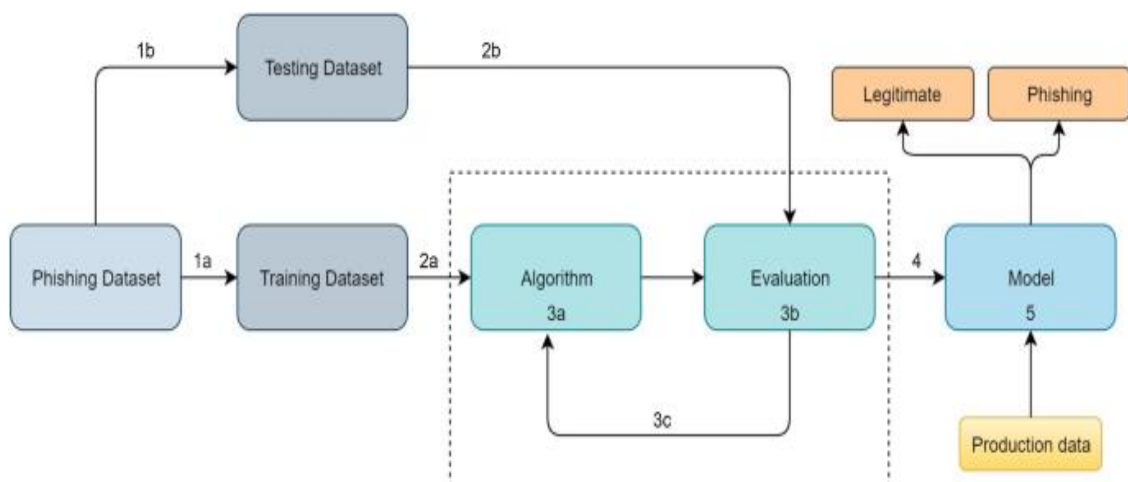 1b
Testing Dataset
2b
Legitimate
Phishing
Phishing Dataset
1a
Training Dataset
2a
Algorithm
3a
Evaluation
3b
4
Model
5
3c
Production data